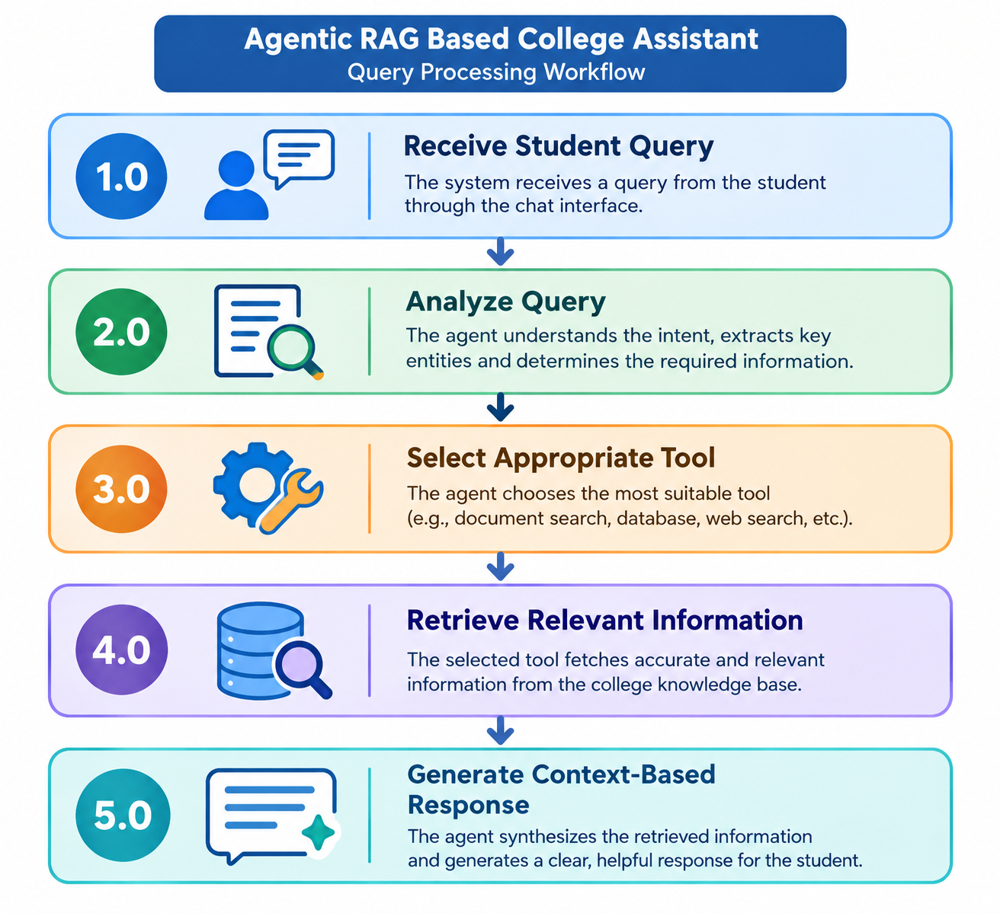 Agentic RAG Based College Assistant
Query Processing Workflow
1.0
Receive Student Query
The system receives a query from the student
through the chat interface.
2.0
Analyze Query
The agent understands the intent, extracts key
entities and determines the required information.
3.0
Select Appropriate Tool
The agent chooses the most suitable tool
(e.g., document search, database, web search, etc.).
4.0
Retrieve Relevant Information
The selected tool fetches accurate and relevant
information from the college knowledge base.
5.0
Generate Context-Based
Response
The agent synthesizes the retrieved information
and generates a clear, helpful response for the student.